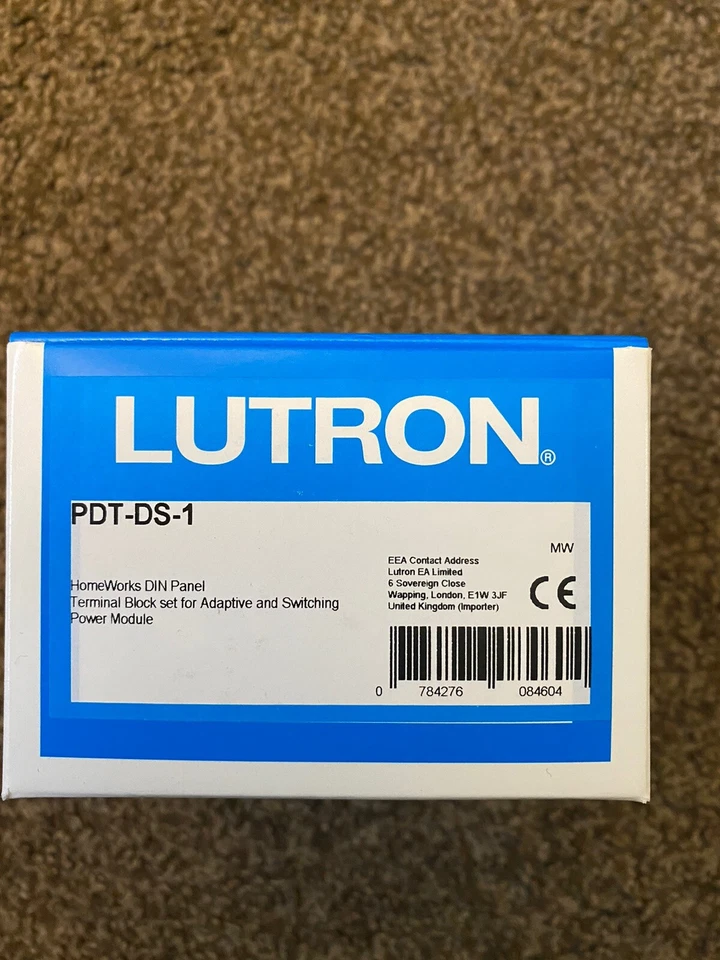 LUTRON®
PDT-DS-1
MW
EEA Contact Address
Lutron EA Limited
6 Sovereign Close
Wapping, London, E1W 3JF
United Kingdom (Importer)
CE
HomeWorks DIN Panel
Terminal Block set for Adaptive and Switching
Power Module
0 784276 084604